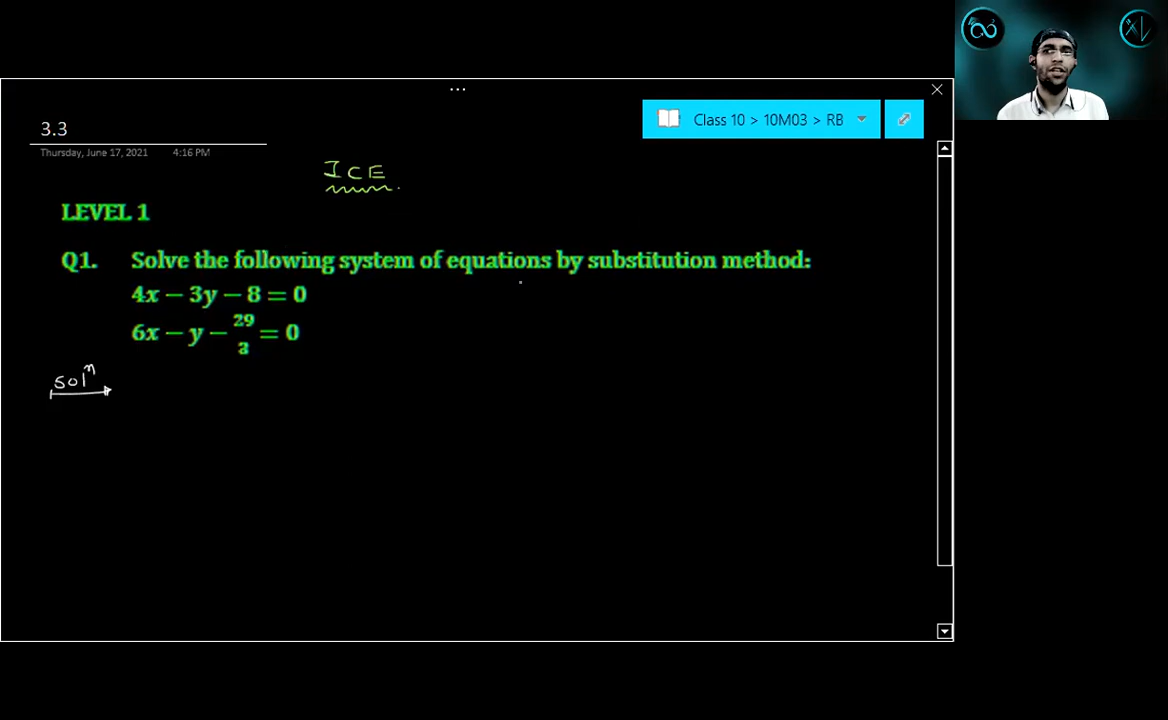 3.3
Thursday, June 17, 2021 4:16 PM
Class 10 > 10M03 > RB
ICE
LEVEL 1
Q1. Solve the following system of equations by substitution method:
4x − 3y − 8 = 0
6x − y − 29/3 = 0
Solⁿ